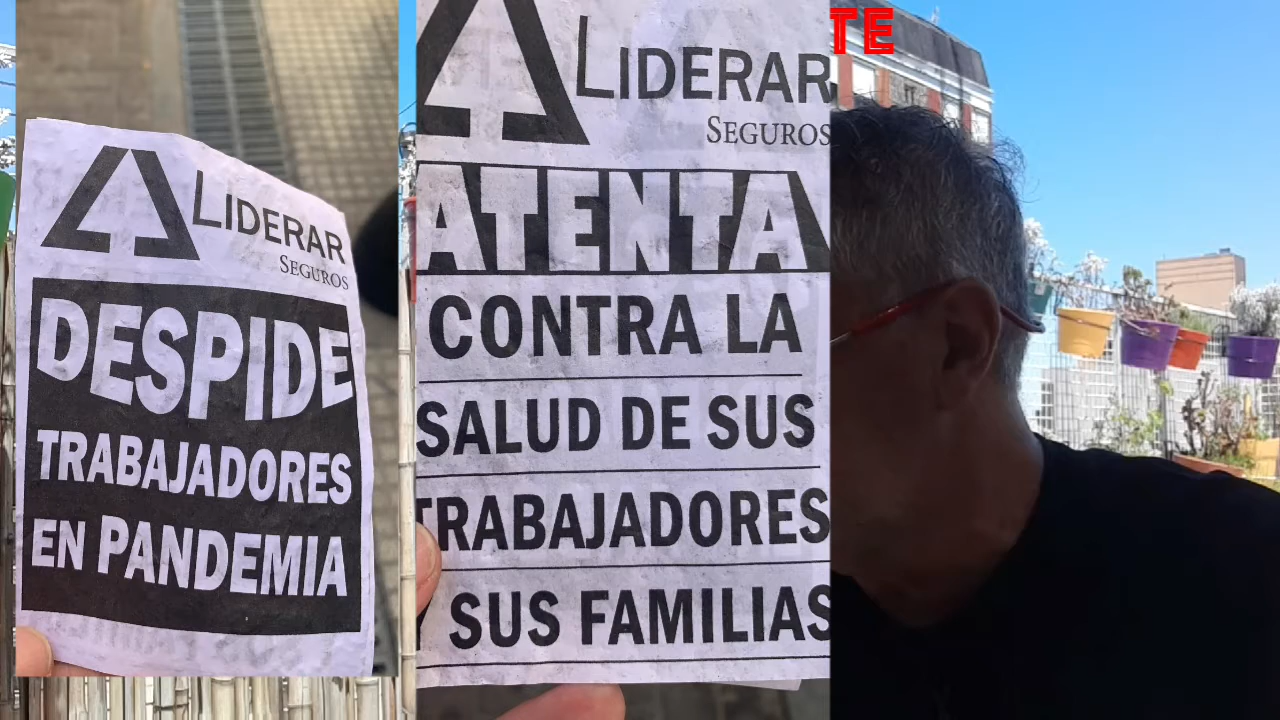 LIDERAR
SEGUROS
DESPIDE
TRABAJADORES
EN PANDEMIA
LIDERAR
SEGUROS
ATENTA
CONTRA LA
SALUD DE SUS
TRABAJADORES
Y SUS FAMILIAS
TE